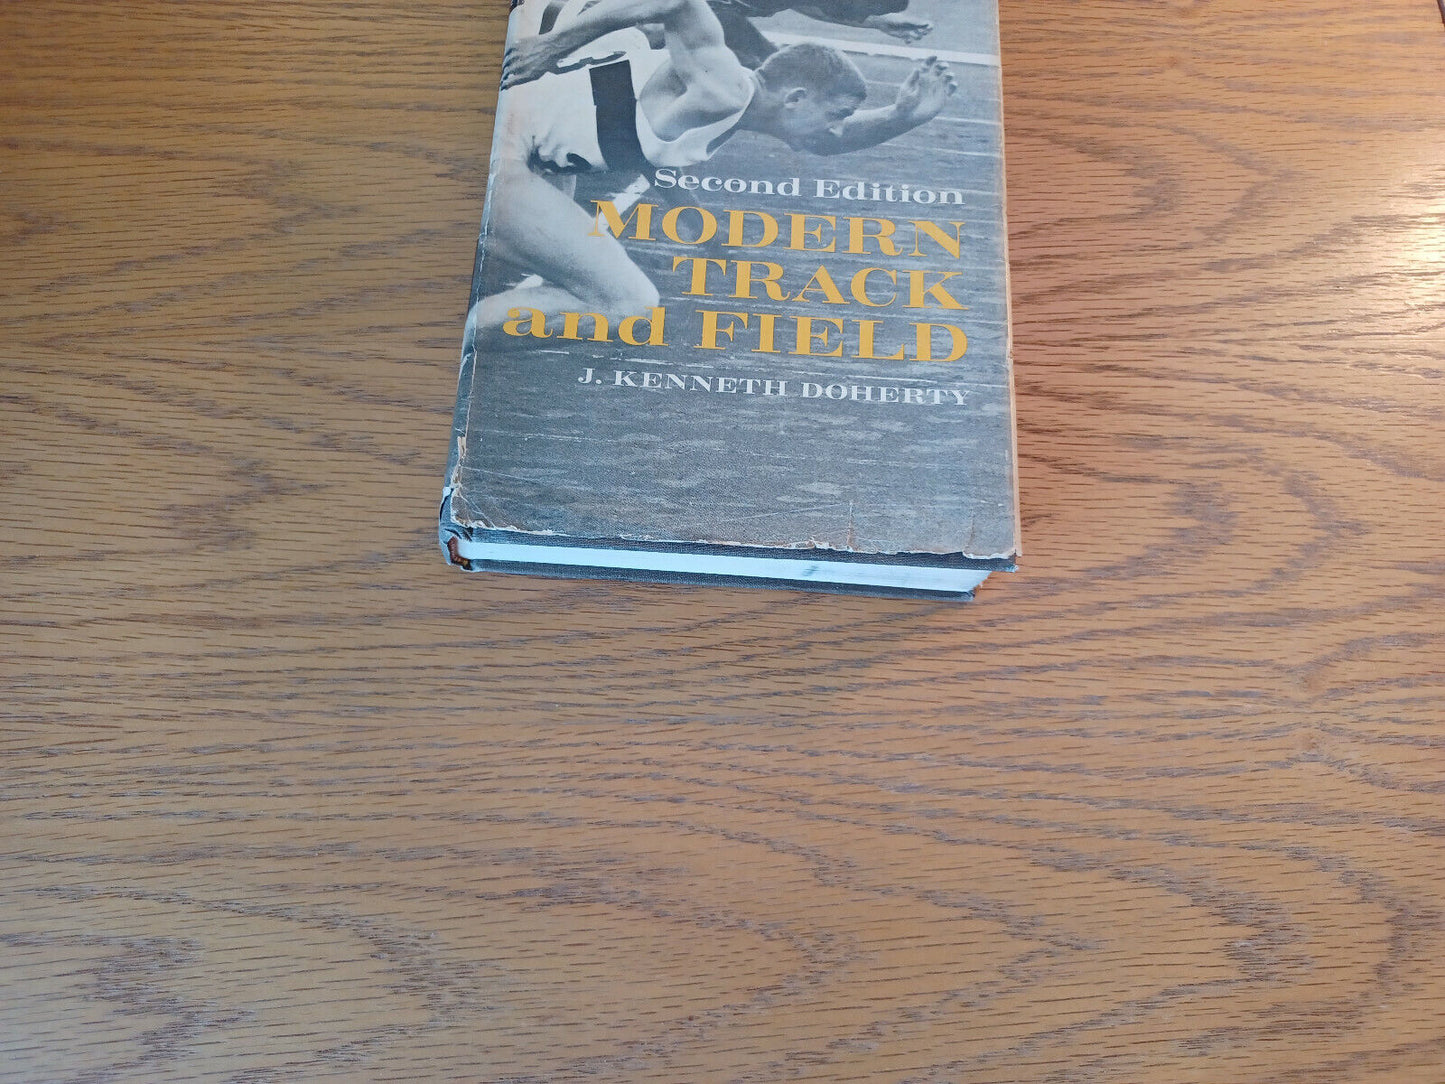 Second Edition
MODERN
TRACK
and FIELD
J. KENNETH DOHERTY